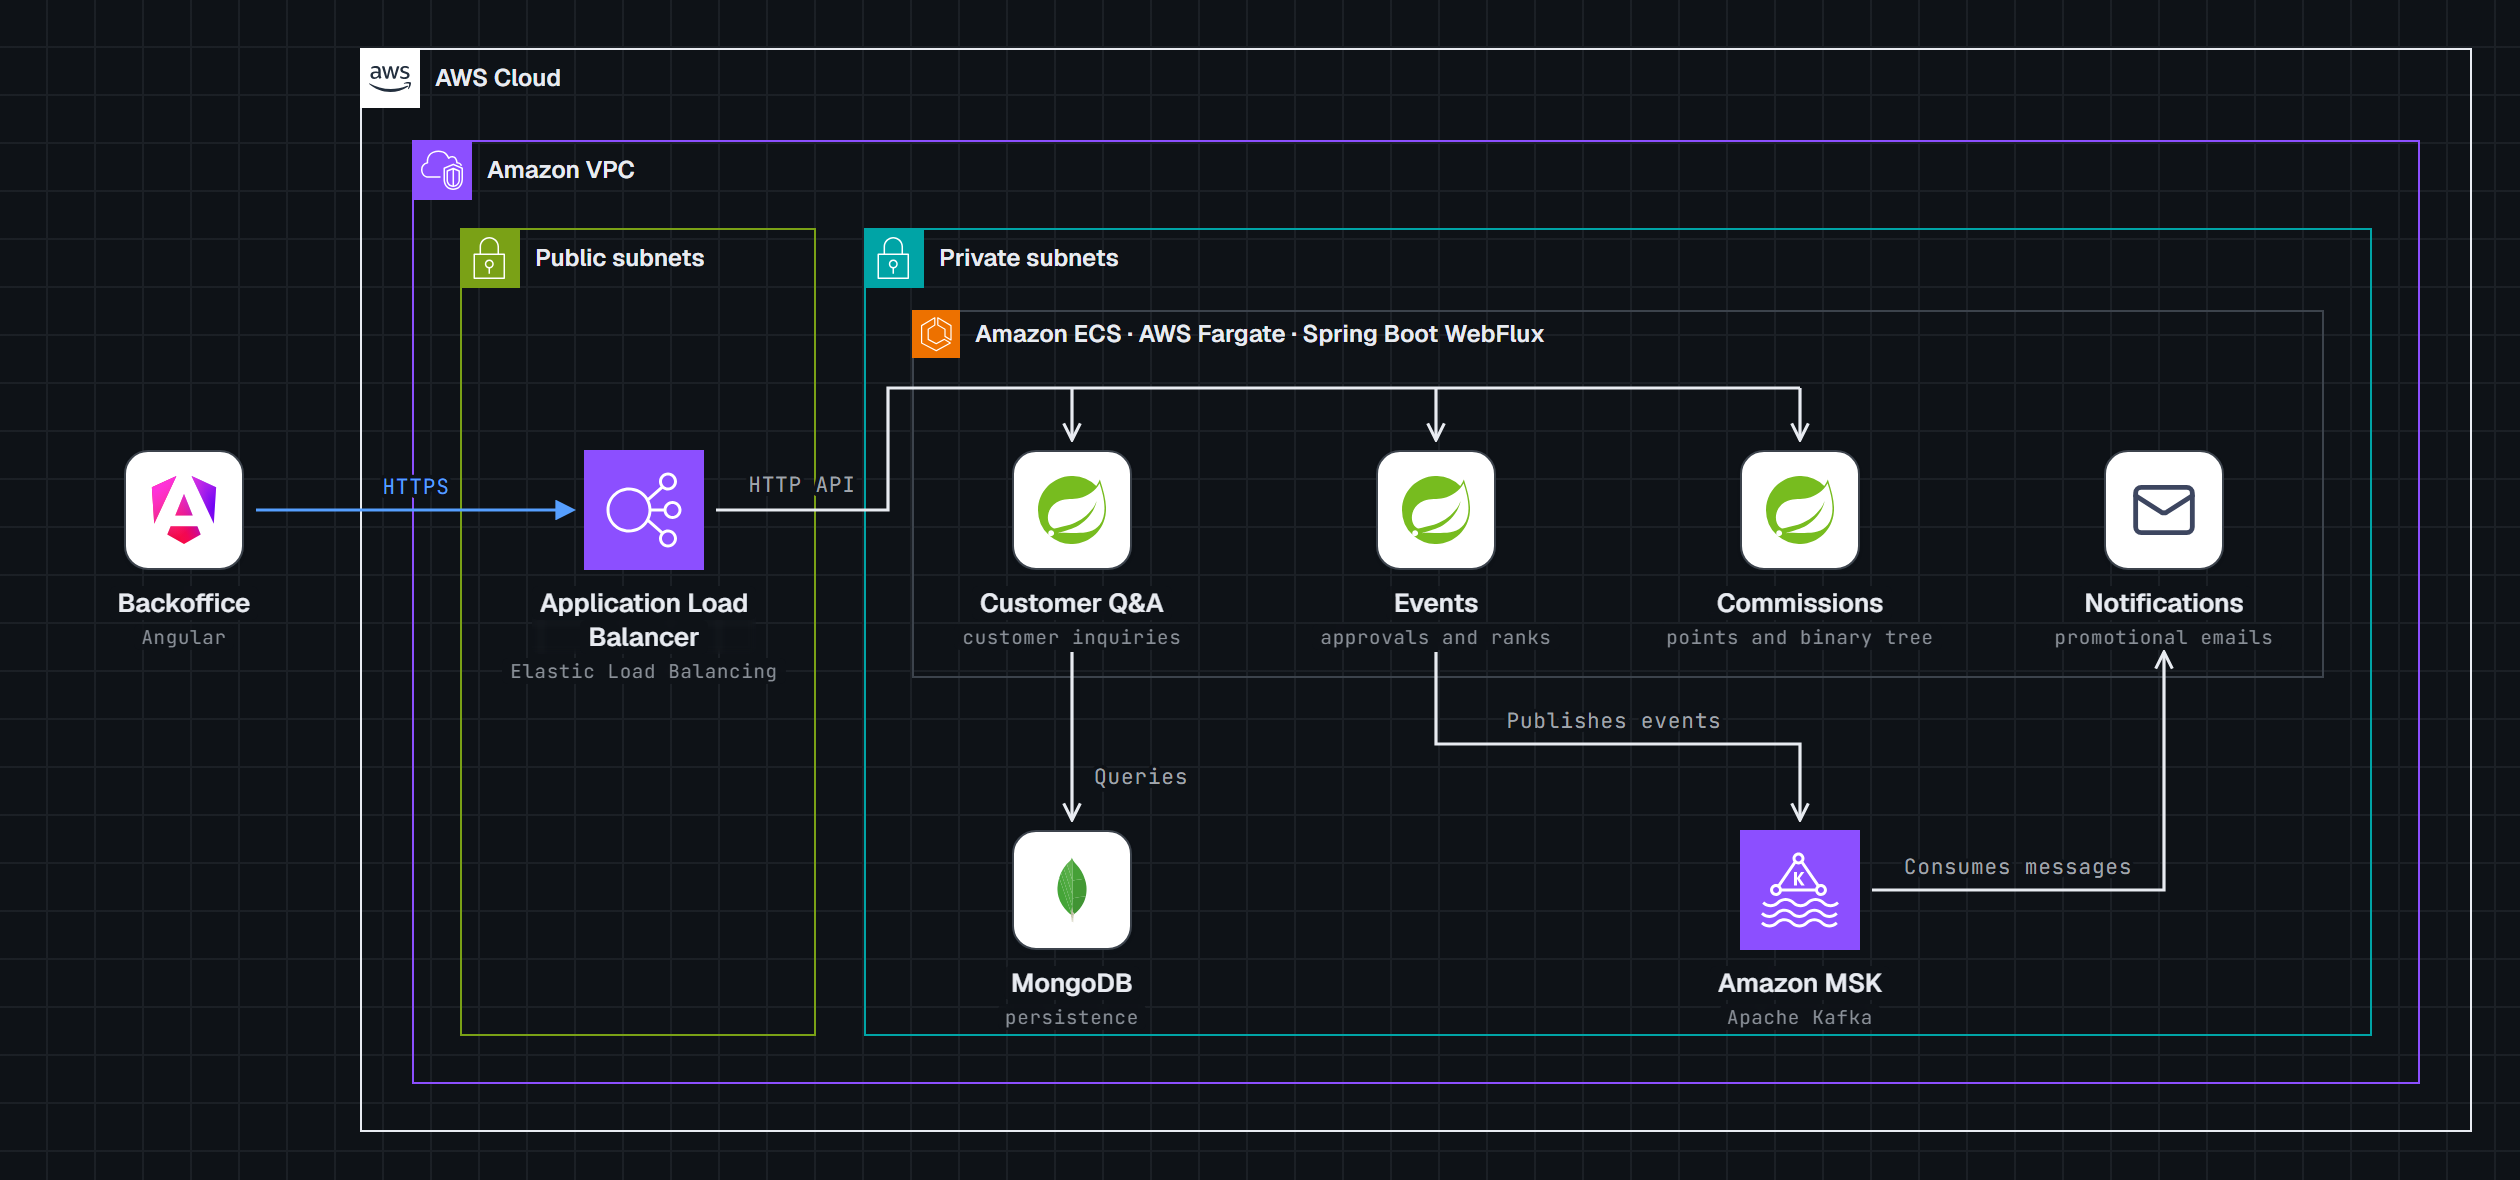 aws
AWS Cloud
Amazon VPC
Public subnets
Private subnets
Amazon ECS · AWS Fargate · Spring Boot WebFlux
HTTPS
HTTP API
Backoffice
Angular
Application Load
Balancer
Elastic Load Balancing
Customer Q&A
customer inquiries
Events
approvals and ranks
Commissions
points and binary tree
Notifications
promotional emails
Publishes events
Queries
Consumes messages
K
MongoDB
persistence
Amazon MSK
Apache Kafka